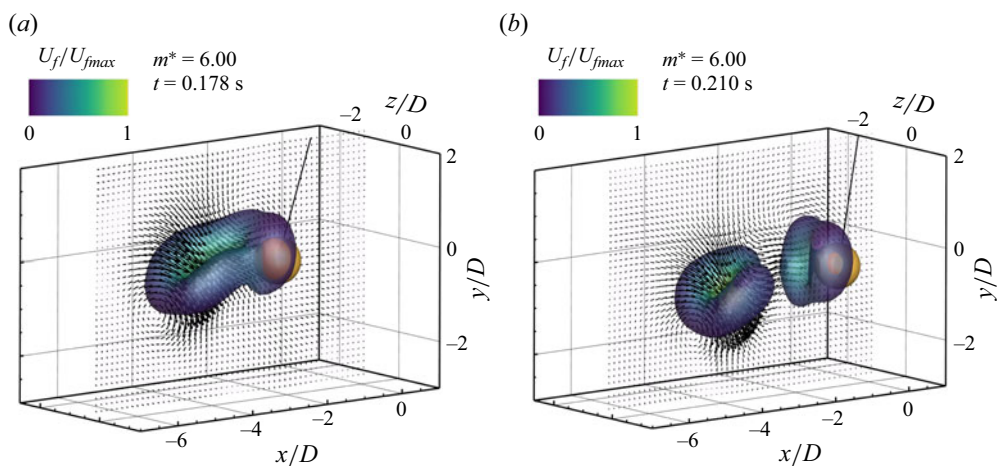 (a)
U_f/U_fmax
m* = 6.00
t = 0.178 s
0
1
z/D
–2
0
2
0
y/D
–2
0
–2
–4
–6
x/D
(b)
U_f/U_fmax
m* = 6.00
t = 0.210 s
0
1
z/D
–2
0
2
0
y/D
–2
0
–2
–4
–6
x/D